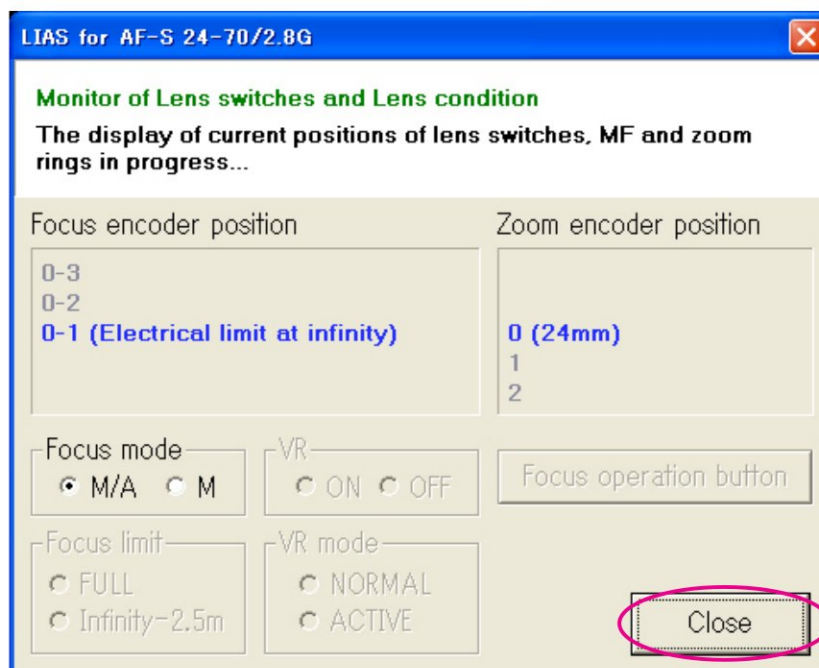 LIAS for AF-S 24-70/2.8G
Monitor of Lens switches and Lens condition
The display of current positions of lens switches, MF and zoom
rings in progress...
Focus encoder position
0-3
0-2
0-1 (Electrical limit at infinity)
Zoom encoder position
0 (24mm)
1
2
Focus mode
M/A M
VR
ON OFF
Focus operation button
Focus limit
FULL
Infinity-2.5m
VR mode
NORMAL
ACTIVE
Close